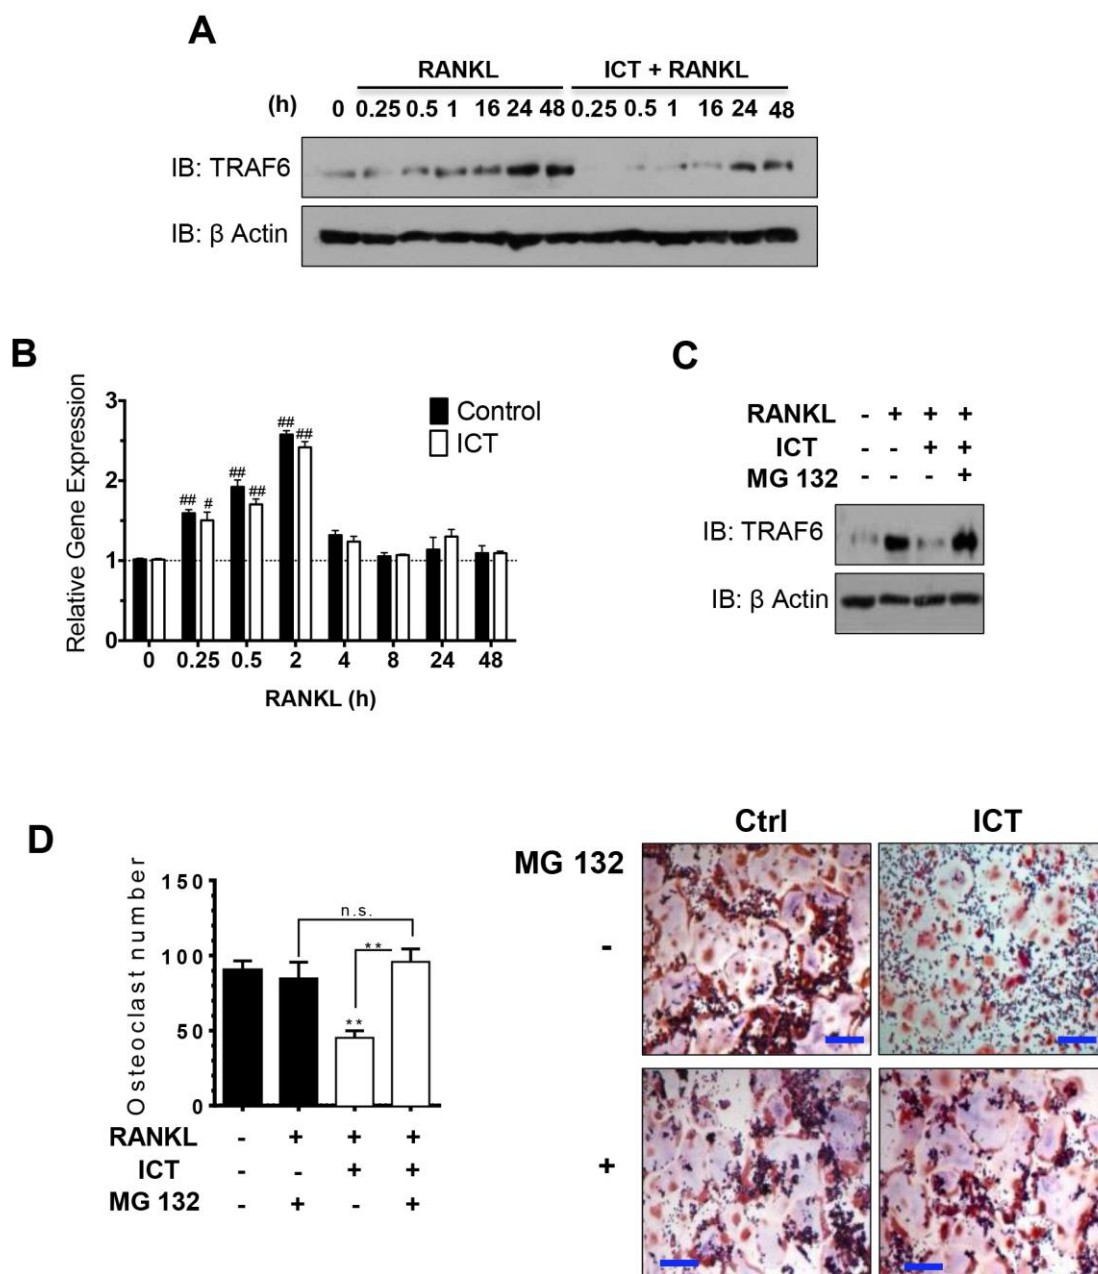 A
RANKL ICT + RANKL
(h) 0 0.25 0.5 1 16 24 48 0.25 0.5 1 16 24 48
IB: TRAF6
IB: β Actin
B
Relative Gene Expression
3
2
1
0
Control
ICT
## # ## ## ## ##
0 0.25 0.5 2 4 8 24 48
RANKL (h)
C
RANKL - + + +
ICT - - + +
MG 132 - - - +
IB: TRAF6
IB: β Actin
D
Osteoclast number
150
100
50
0
n.s.
**
**
RANKL - + + +
ICT - - + +
MG 132 - + - +
Ctrl ICT
MG 132
-
+